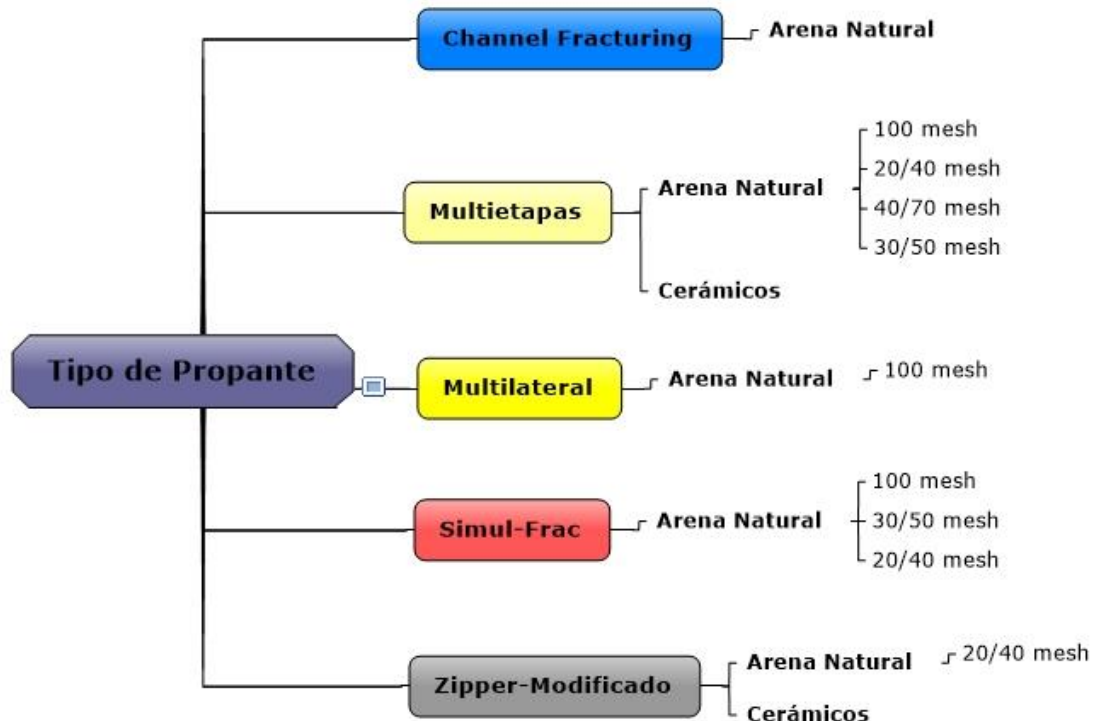 Tipo de Propante
Channel Fracturing
Arena Natural
Multietapas
Arena Natural
100 mesh
20/40 mesh
40/70 mesh
30/50 mesh
Cerámicos
Multilateral
Arena Natural
100 mesh
Simul-Frac
Arena Natural
100 mesh
30/50 mesh
20/40 mesh
Zipper-Modificado
Arena Natural
20/40 mesh
Cerámicos